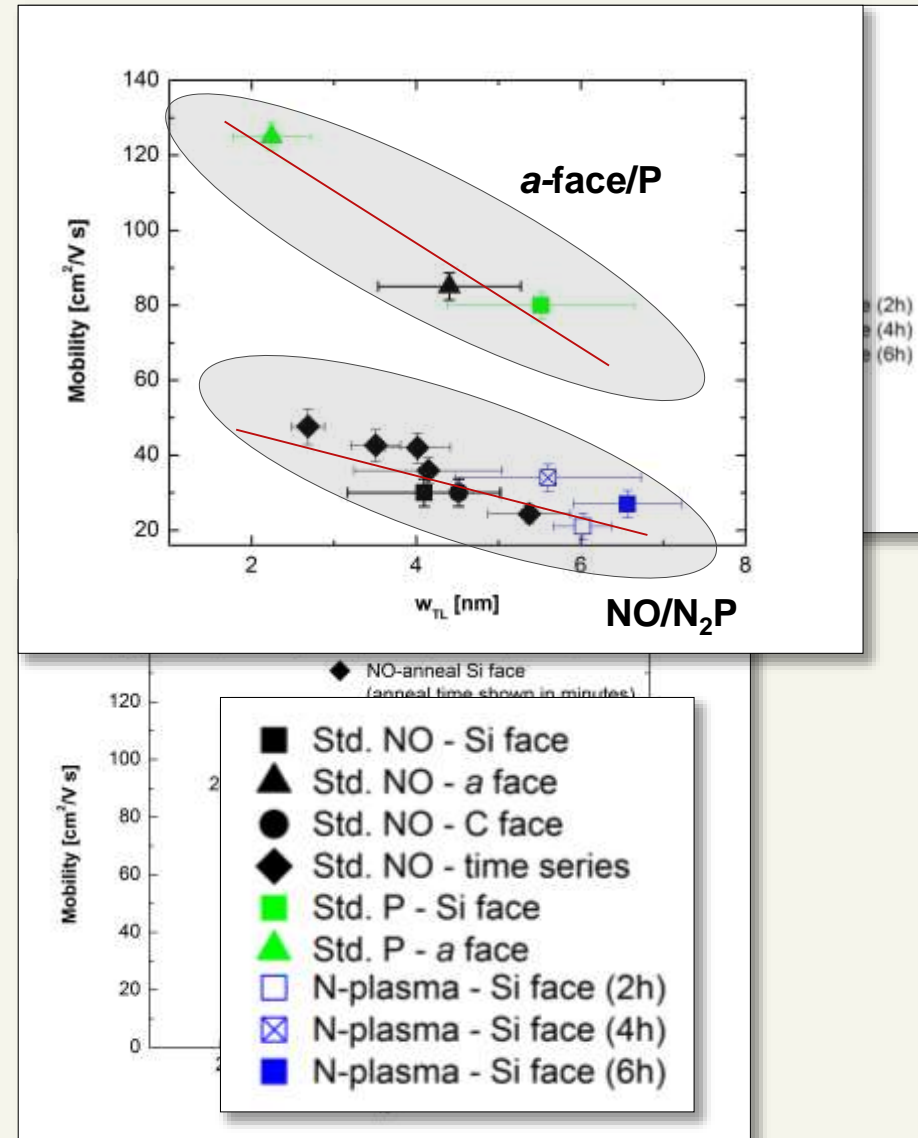 140
120
100
80
60
40
20
Mobility [cm²/V s]
a-face/P
2
4
6
8
w_TL [nm]
NO/N₂P
e (2h)
e (4h)
e (6h)
NO-anneal Si face
(anneal time shown in minutes)
120
100
80
60
40
20
0
Mobility [cm²/V s]
2
Std. NO - Si face
Std. NO - a face
Std. NO - C face
Std. NO - time series
Std. P - Si face
Std. P - a face
N-plasma - Si face (2h)
N-plasma - Si face (4h)
N-plasma - Si face (6h)